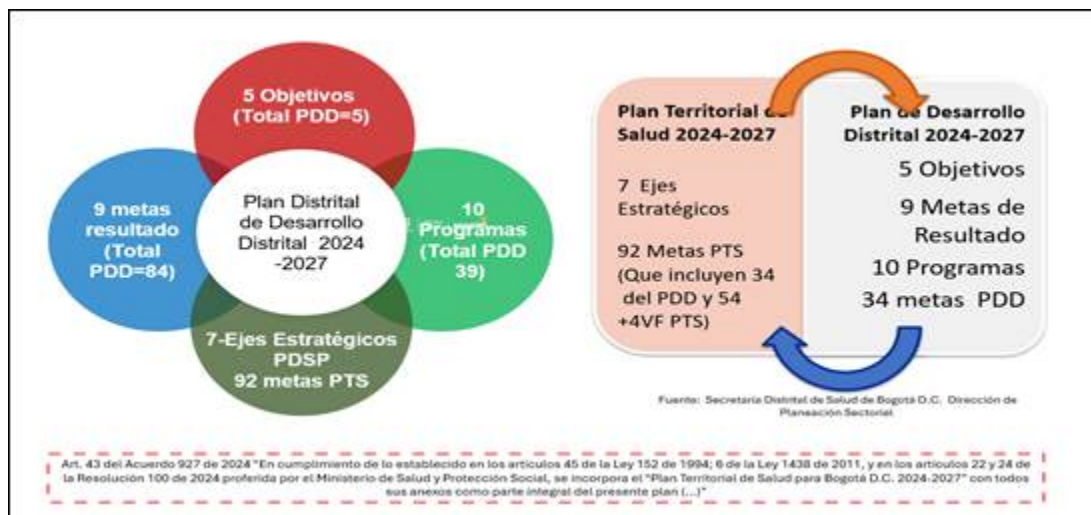 5 Objetivos
(Total PDD=5)
9 metas
resultado
(Total
PDD=84)
Plan Distrital
de Desarrollo
Distrital 2024
-2027
10
Programas
(Total PDD
39)
7-Ejes Estratégicos
PDSP
92 metas PTS
Plan Territorial de
Salud 2024-2027
7 Ejes
Estratégicos
92 Metas PTS
(Que incluyen 34
del PDD y 54
+4VF PTS)
Plan de Desarrollo
Distrital 2024-2027
5 Objetivos
9 Metas de
Resultado
10 Programas
34 metas PDD
Fuente: Secretaría Distrital de Salud de Bogotá D.C. Dirección de
Planeación Sectorial
Art. 43 del Acuerdo 927 de 2024 "En cumplimiento de lo establecido en los artículos 45 de la Ley 152 de 1994; 6 de la Ley 1438 de 2011, y en los artículos 22 y 24 de
la Resolución 100 de 2024 proferida por el Ministerio de Salud y Protección Social, se incorpora el "Plan Territorial de Salud para Bogotá D.C. 2024-2027" con todos
sus anexos como parte integral del presente plan (...)"